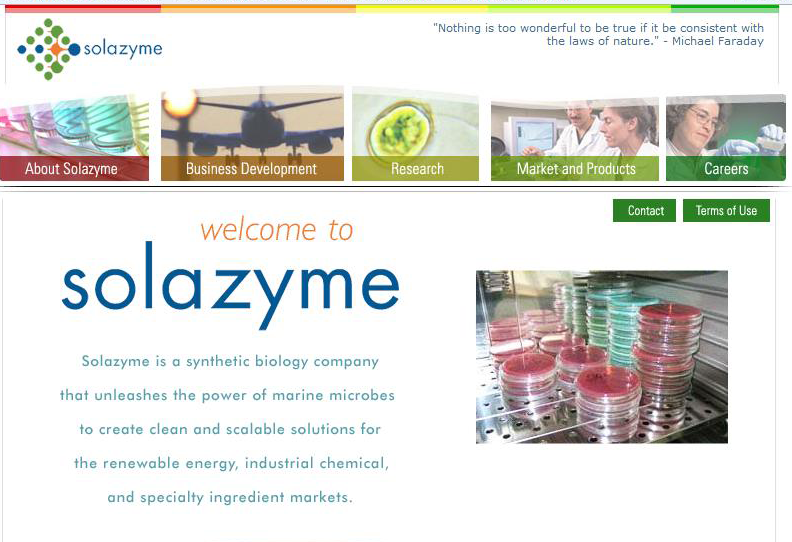 "Nothing is too wonderful to be true if it be consistent with
the laws of nature." - Michael Faraday
solazyme
About Solazyme
Business Development
Research
Market and Products
Careers
Contact
Terms of Use
welcome to
solazyme
Solazyme is a synthetic biology company
that unleashes the power of marine microbes
to create clean and scalable solutions for
the renewable energy, industrial chemical,
and specialty ingredient markets.